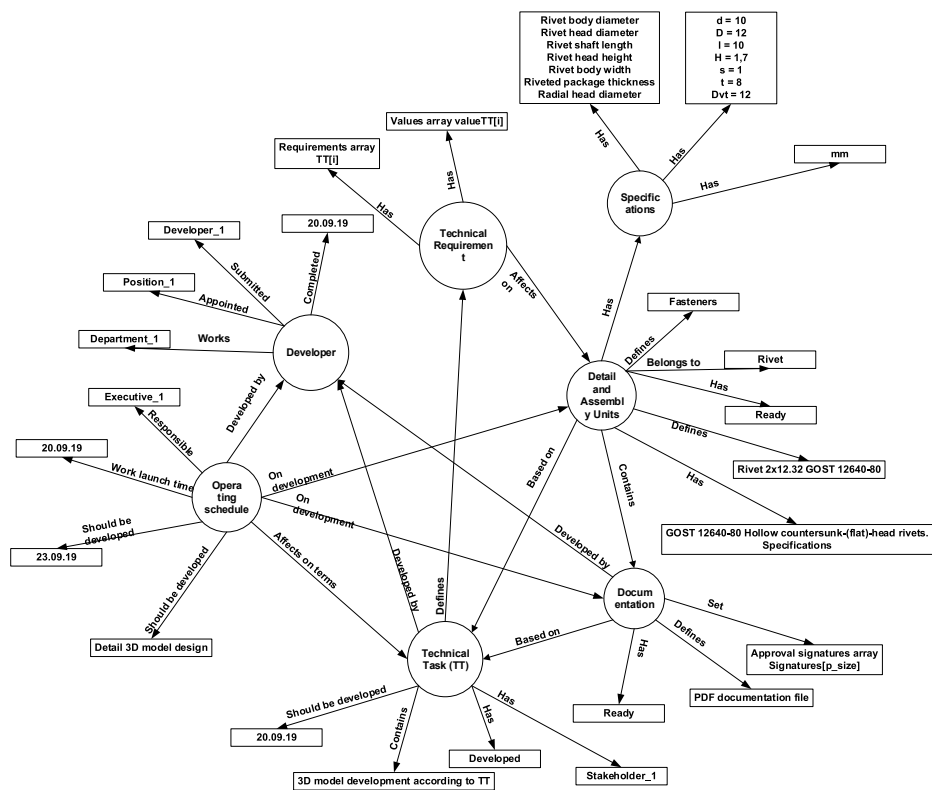 Rivet body diameter
Rivet head diameter
Rivet shaft length
Rivet head height
Rivet body width
Riveted package thickness
Radial head diameter
d = 10
D = 12
l = 10
H = 1,7
s = 1
t = 8
Dvt = 12
Values array valueTT[i]
Requirements array
TT[i]
Has
Has
mm
Has
Has
Has
Specific
ations
20.09.19
Developer_1
Technical
Requiremen
t
Submitted
Completed
Affects
on
Position_1
Appointed
Has
Fasteners
Department_1
Works
Developer
Defines
Belongs to
Rivet
Detail
and
Assembl
y Units
Has
Ready
Executive_1
Responsible
Developed by
Defines
20.09.19
Work launch time
On
development
Based on
Contains
Rivet 2x12.32 GOST 12640-80
Opera
ting
schedule
On
development
Has
Should be
developed
23.09.19
GOST 12640-80 Hollow countersunk-(flat)-head rivets.
Specifications
Affects on terms
Developed by
Developed by
Defines
Should be developed
Docum
entation
Set
Detail 3D model design
Technical
Task (TT)
Based on
Has
Defines
Approval signatures array
Signatures[p_size]
PDF documentation file
Ready
Should be developed
20.09.19
Contains
Has
Has
Developed
3D model development according to TT
Stakeholder_1